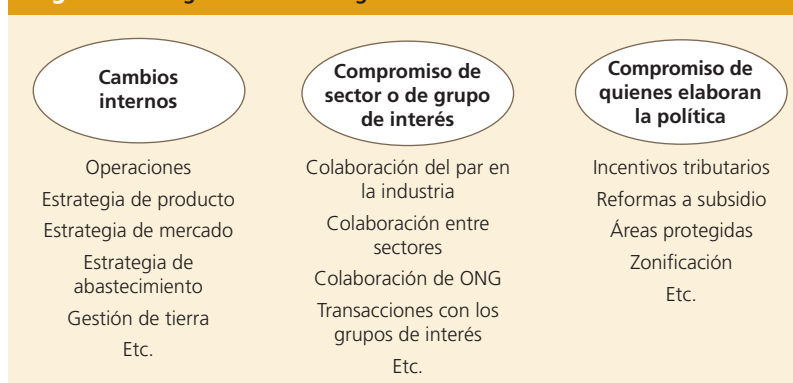 Cambios
internos
Operaciones
Estrategia de producto
Estrategia de mercado
Estrategia de
abastecimiento
Gestión de tierra
Etc.
Compromiso de
sector o de grupo
de interés
Colaboración del par en
la industria
Colaboración entre
sectores
Colaboración de ONG
Transacciones con los
grupos de interés
Etc.
Compromiso de
quienes elaboran
la política
Incentivos tributarios
Reformas a subsidio
Áreas protegidas
Zonificación
Etc.